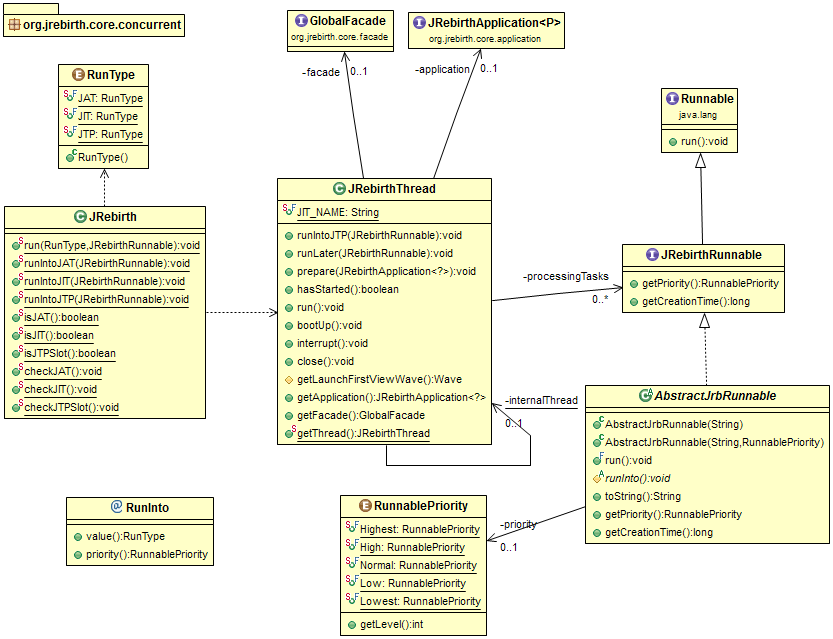 org.jrebirth.core.concurrent
GlobalFacade
org.jrebirth.core.facade
JRebirthApplication<P>
org.jrebirth.core.application
-facade
0..1
-application
0..1
RunType
JAT: RunType
JIT: RunType
JTP: RunType
RunType()
Runnable
java.lang
run():void
JRebirth
run(RunType,JRebirthRunnable):void
runIntoJAT(JRebirthRunnable):void
runIntoJIT(JRebirthRunnable):void
runIntoJTP(JRebirthRunnable):void
isJAT():boolean
isJIT():boolean
isJTPSlot():boolean
checkJAT():void
checkJIT():void
checkJTPSlot():void
JRebirthThread
JIT_NAME: String
runIntoJTP(JRebirthRunnable):void
runLater(JRebirthRunnable):void
prepare(JRebirthApplication<?>):void
hasStarted():boolean
run():void
bootUp():void
interrupt():void
close():void
getLaunchFirstViewWave():Wave
getApplication():JRebirthApplication<?>
getFacade():GlobalFacade
getThread():JRebirthThread
-processingTasks
0..*
-internalThread
0..1
JRebirthRunnable
getPriority():RunnablePriority
getCreationTime():long
AbstractJrbRunnable
AbstractJrbRunnable(String)
AbstractJrbRunnable(String,RunnablePriority)
run():void
runInto():void
toString():String
getPriority():RunnablePriority
getCreationTime():long
RunInto
value():RunType
priority():RunnablePriority
RunnablePriority
Highest: RunnablePriority
High: RunnablePriority
Normal: RunnablePriority
Low: RunnablePriority
Lowest: RunnablePriority
getLevel():int
-priority
0..1